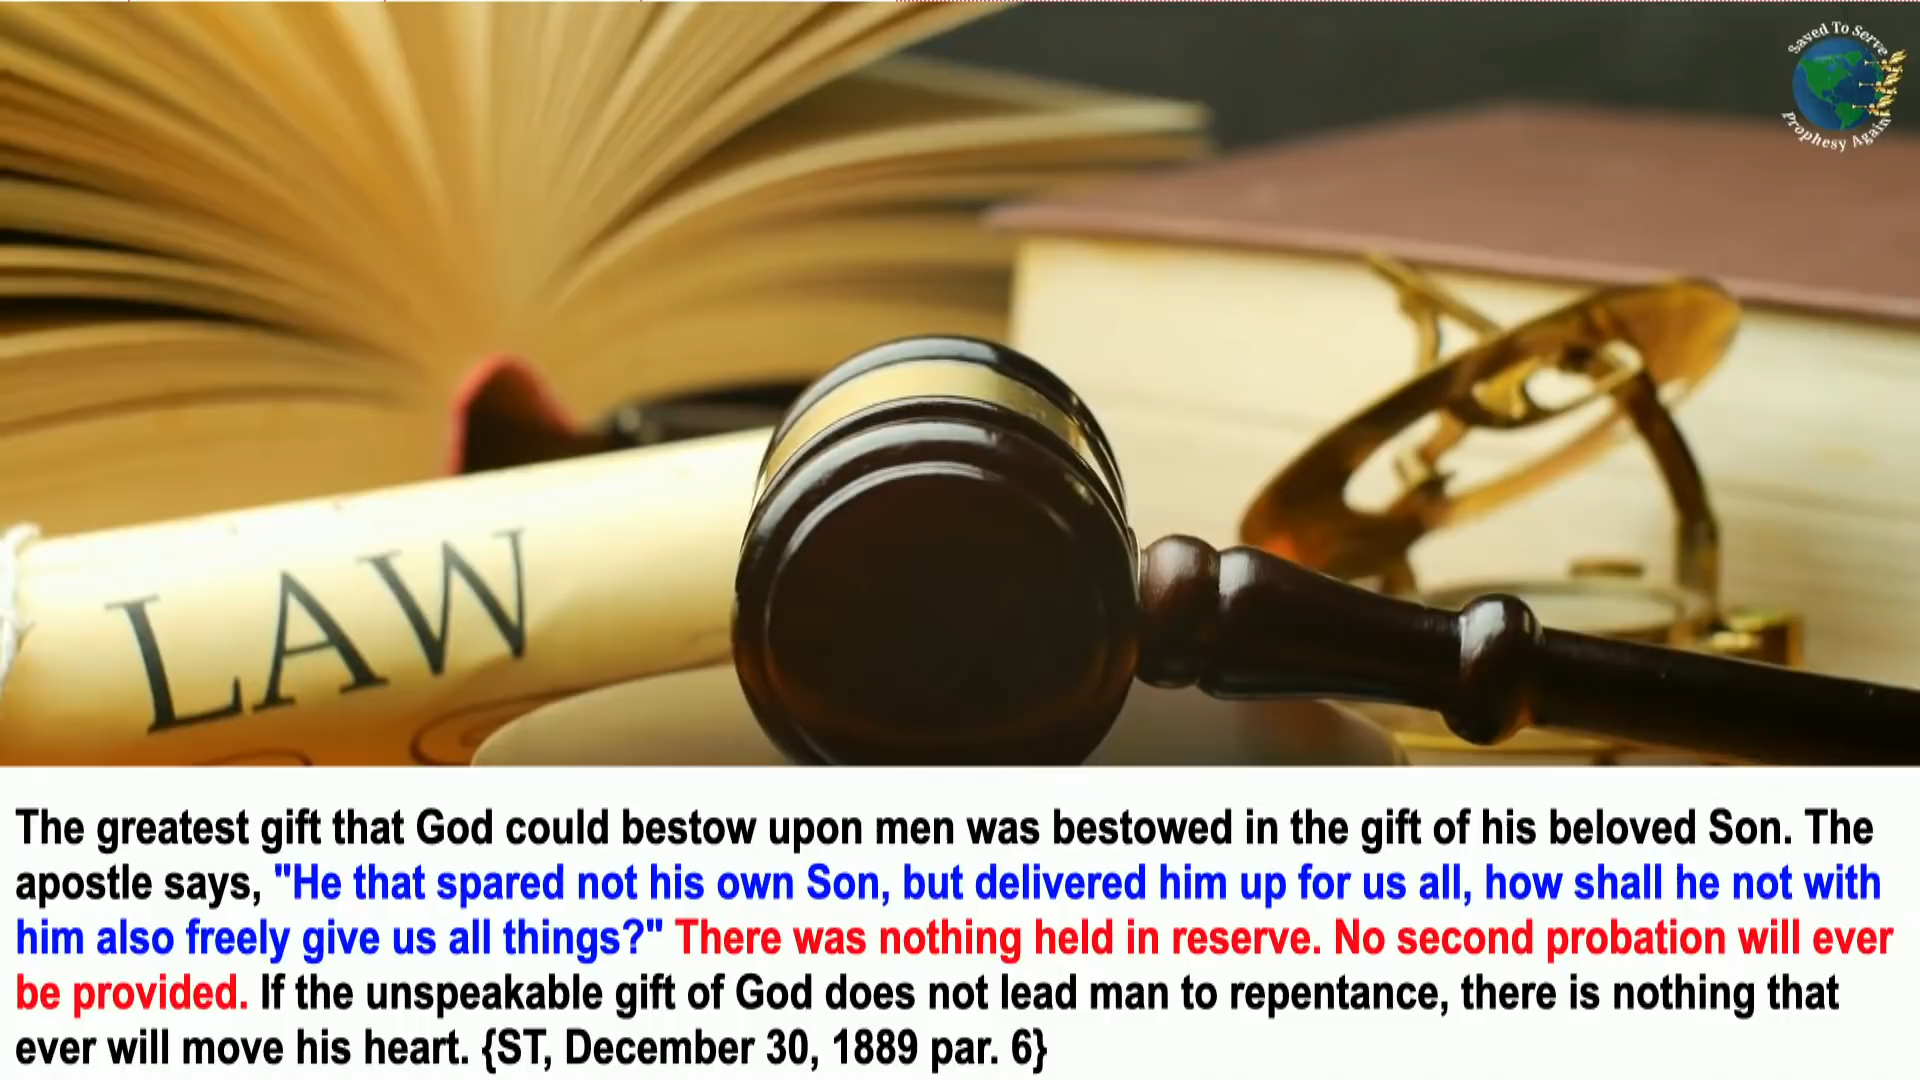 Saved To Serve
Prophesy Again
LAW
The greatest gift that God could bestow upon men was bestowed in the gift of his beloved Son. The
apostle says, "He that spared not his own Son, but delivered him up for us all, how shall he not with
him also freely give us all things?" There was nothing held in reserve. No second probation will ever
be provided. If the unspeakable gift of God does not lead man to repentance, there is nothing that
ever will move his heart. {ST, December 30, 1889 par. 6}